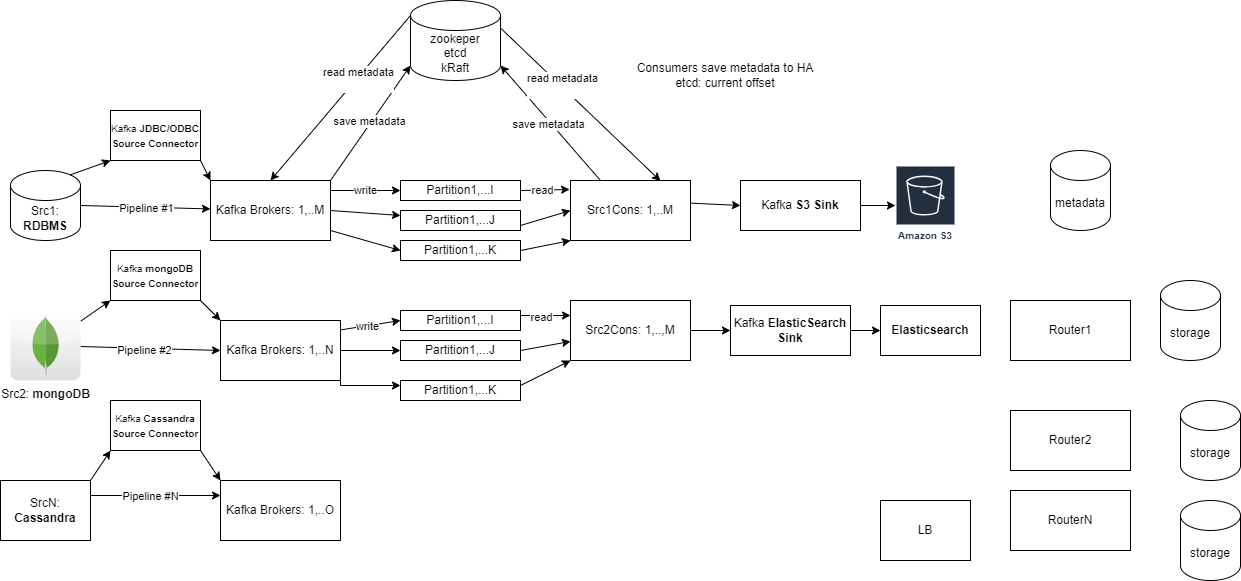 zookeper
etcd
kRaft
read metadata
read metadata
Consumers save metadata to HA
etcd: current offset
save metadata
save metadata
Kafka JDBC/ODBC
Source Connector
Src1:
RDBMS
Pipeline #1
Kafka Brokers: 1,..M
write
Partition1,...I
read
Partition1,...J
Partition1,...K
Src1Cons: 1,..M
Kafka S3 Sink
Amazon S3
metadata
Kafka mongoDB
Source Connector
Src2: mongoDB
Pipeline #2
Kafka Brokers: 1,..N
write
Partition1,...I
read
Partition1,...J
Partition1,...K
Src2Cons: 1,..,M
Kafka ElasticSearch
Sink
Elasticsearch
Router1
storage
Kafka Cassandra
Source Connector
SrcN:
Cassandra
Pipeline #N
Kafka Brokers: 1,..O
Router2
storage
LB
RouterN
storage